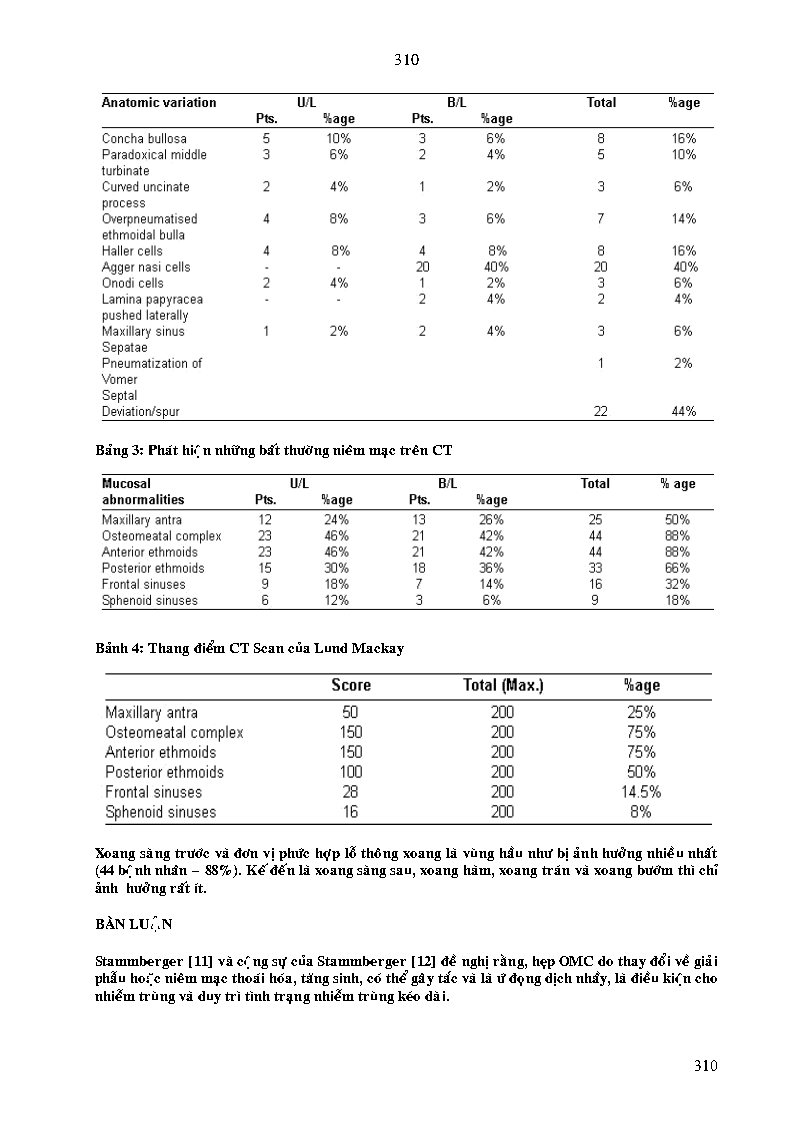 310
Anatomic variation U/L B/L Total %age
Pts. %age Pts. %age
Concha bullosa 5 10% 3 6% 8 16%
Paradoxical middle 3 6% 2 4% 5 10%
turbinate
Curved uncinate 2 4% 1 2% 3 6%
process
Overpneumatised 4 8% 3 6% 7 14%
ethmoidal bulla
Haller cells 4 8% 4 8% 8 16%
Agger nasi cells - - 20 40% 20 40%
Onodi cells 2 4% 1 2% 3 6%
Lamina papyracea - - 2 4% 2 4%
pushed laterally
Maxillary sinus 1 2% 2 4% 3 6%
Sepatae
Pneumatization of 1 2%
Vomer
Septal
Deviation/spur 22 44%
Bảng 3: Phát hiện những bất thường niêm mạc trên CT
Mucosal U/L B/L Total % age
abnormalities Pts. %age Pts. %age
Maxillary antra 12 24% 13 26% 25 50%
Osteomeatal complex 23 46% 21 42% 44 88%
Anterior ethmoids 23 46% 21 42% 44 88%
Posterior ethmoids 15 30% 18 36% 33 66%
Frontal sinuses 9 18% 7 14% 16 32%
Sphenoid sinuses 6 12% 3 6% 9 18%
Bảnh 4: Thang điểm CT Scan của Lund Mackay
Score Total (Max.) %age
Maxillary antra 50 200 25%
Osteomeatal complex 150 200 75%
Anterior ethmoids 150 200 75%
Posterior ethmoids 100 200 50%
Frontal sinuses 28 200 14.5%
Sphenoid sinuses 16 200 8%
Xoang sàng trước và đơn vị phức hợp lỗ thông xoang là vùng hầu như bị ảnh hưởng nhiều nhất
(44 bệnh nhân – 88%). Kế đến là xoang sàng sau, xoang hàm, xoang trán và xoang bướm thì chỉ
ảnh hưởng rất ít.
BÀN LUẬN
Stammberger [11] và cộng sự của Stammberger [12] đề nghị rằng, hẹp OMC do thay đổi về giải
phẫu hoặc niêm mạc thoái hóa, tăng sinh, có thể gây tắc và là ứ đọng dịch nhầy, là điều kiện cho
nhiễm trùng và duy trì tình trạng nhiễm trùng kéo dài.
310